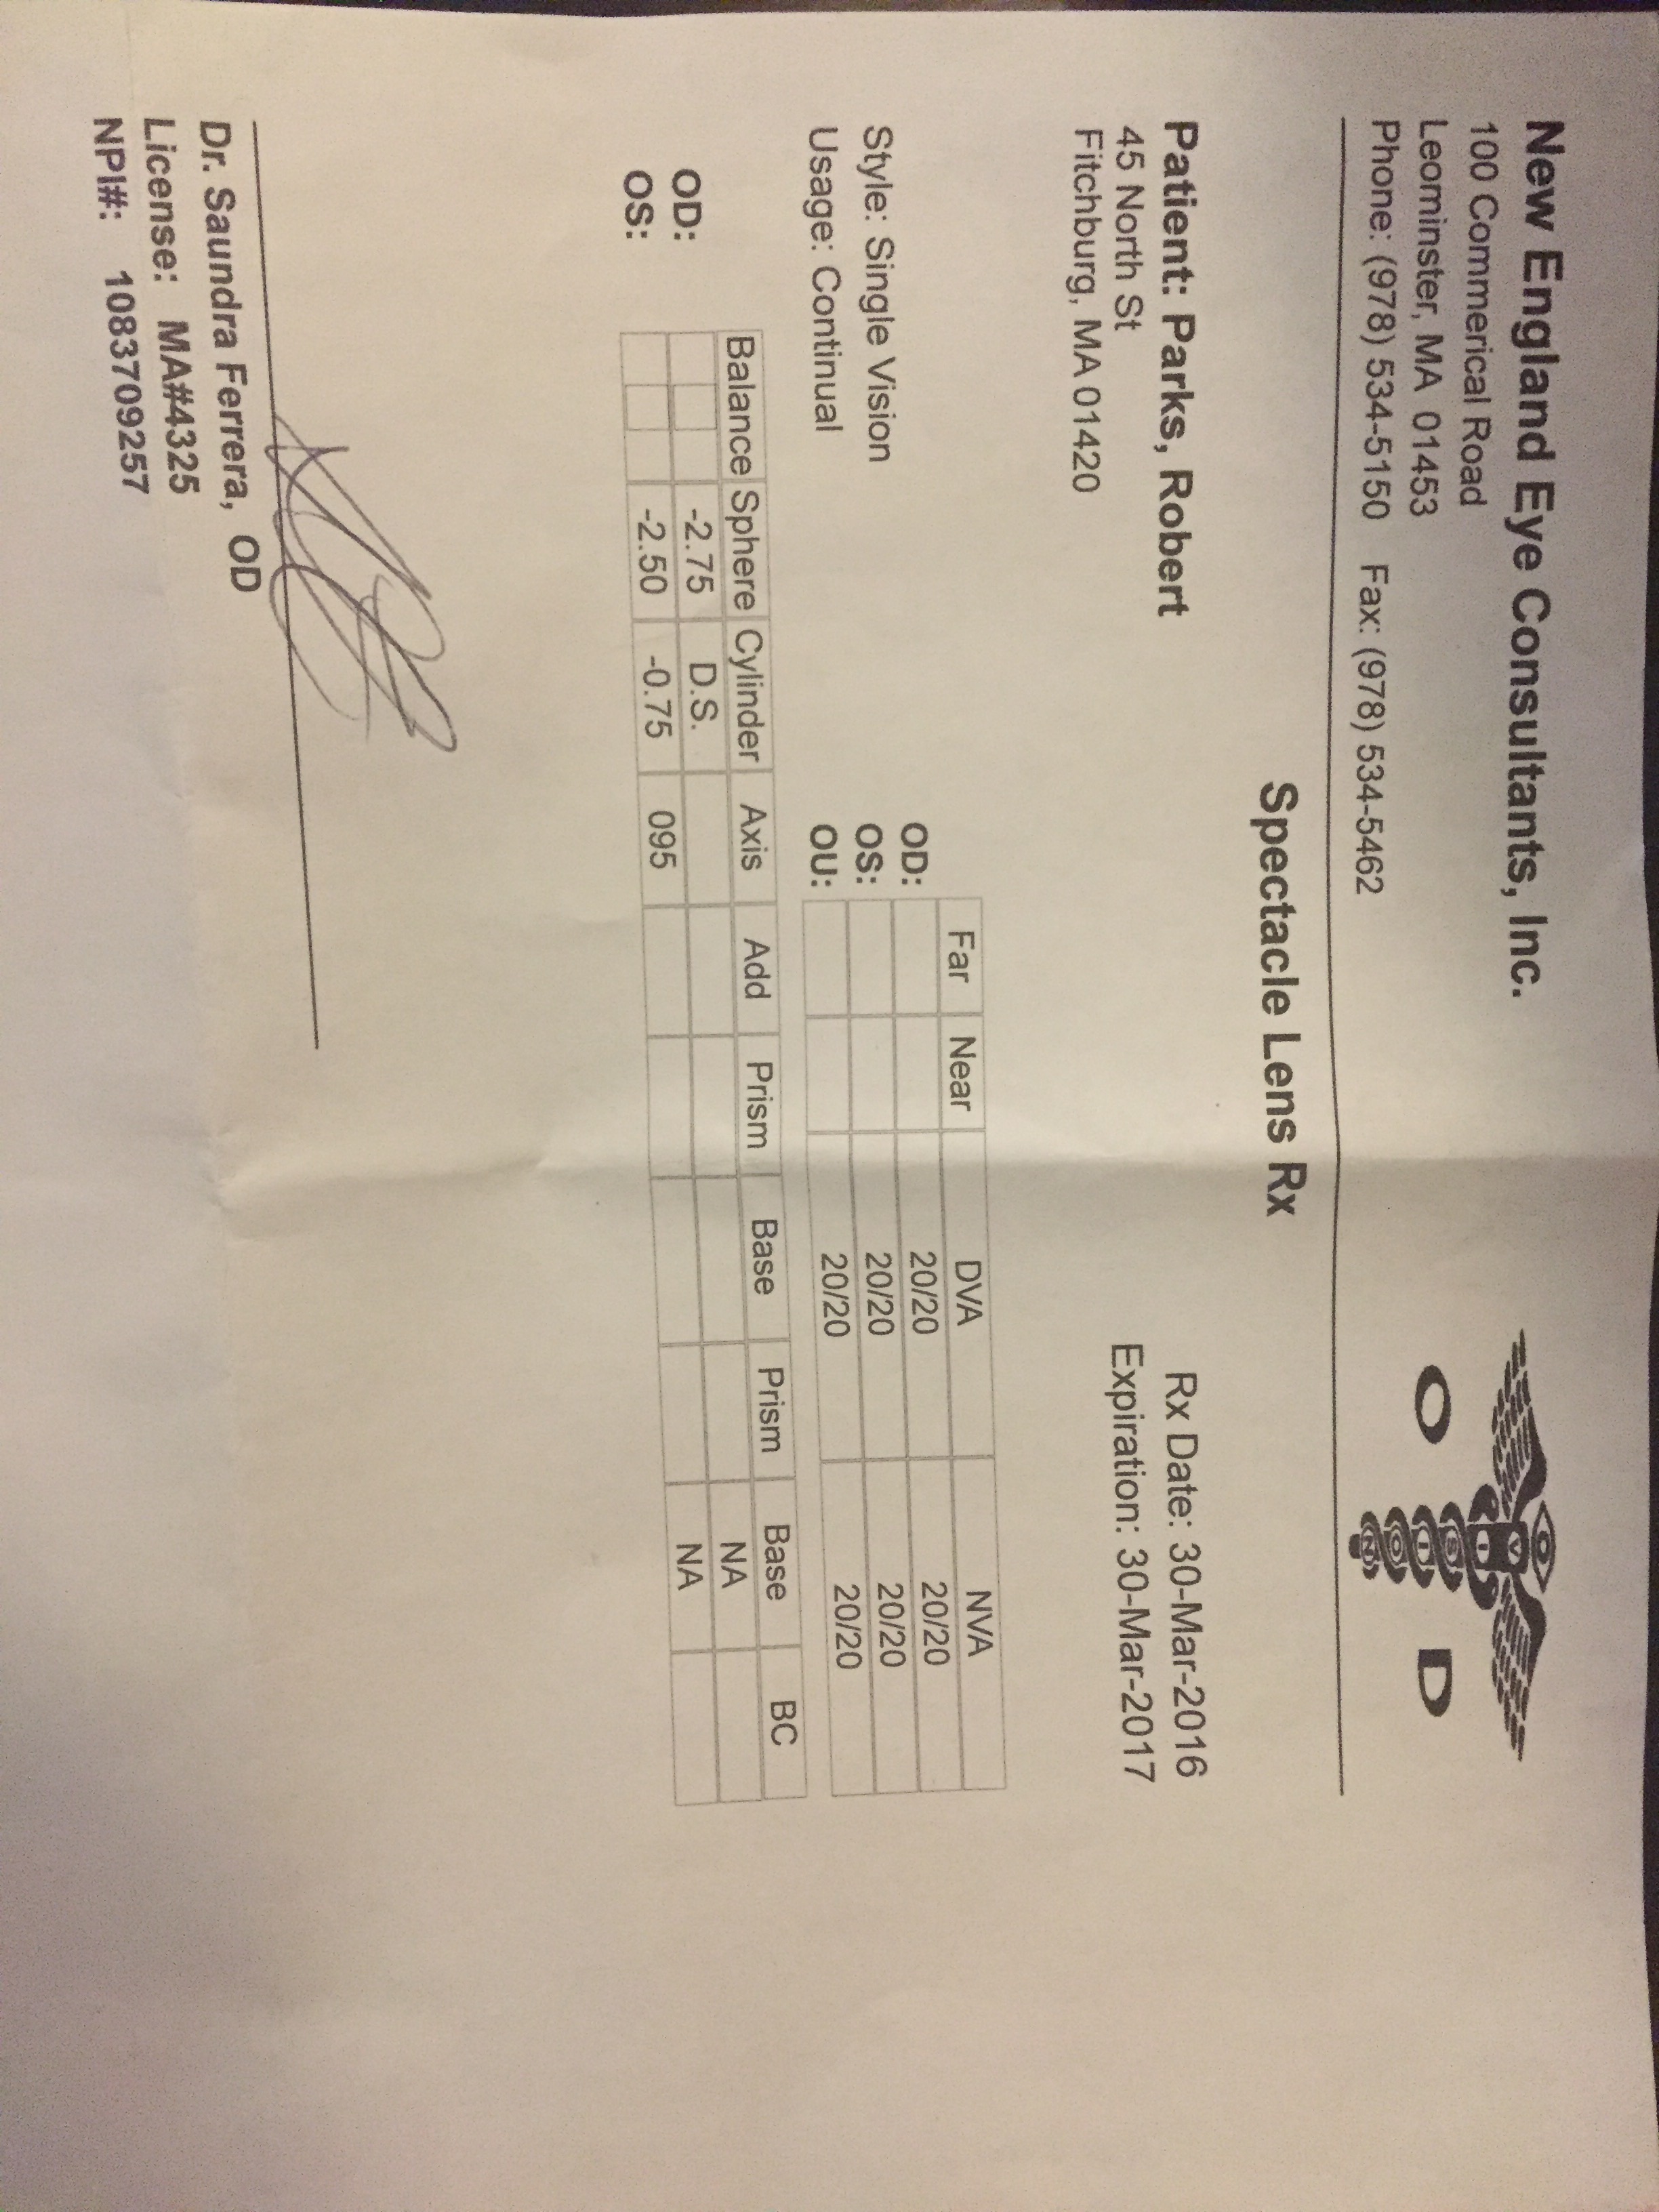 New England Eye Consultants, Inc.
100 Commerical Road
Leominster, MA 01453
Phone: (978) 534-5150 Fax: (978) 534-5462
O V I S I O N D
Spectacle Lens Rx
Patient: Parks, Robert
45 North St
Fitchburg, MA 01420
Rx Date: 30-Mar-2016
Expiration: 30-Mar-2017
Style: Single Vision
Usage: Continual
Far Near DVA NVA
OD: 20/20 20/20
OS: 20/20 20/20
OU: 20/20 20/20
Balance Sphere Cylinder Axis Add Prism Base Prism Base BC
OD: -2.75 D.S. NA
OS: -2.50 -0.75 095 NA
Dr. Saundra Ferrera, OD
License: MA#4325
NPI#: 1083709257